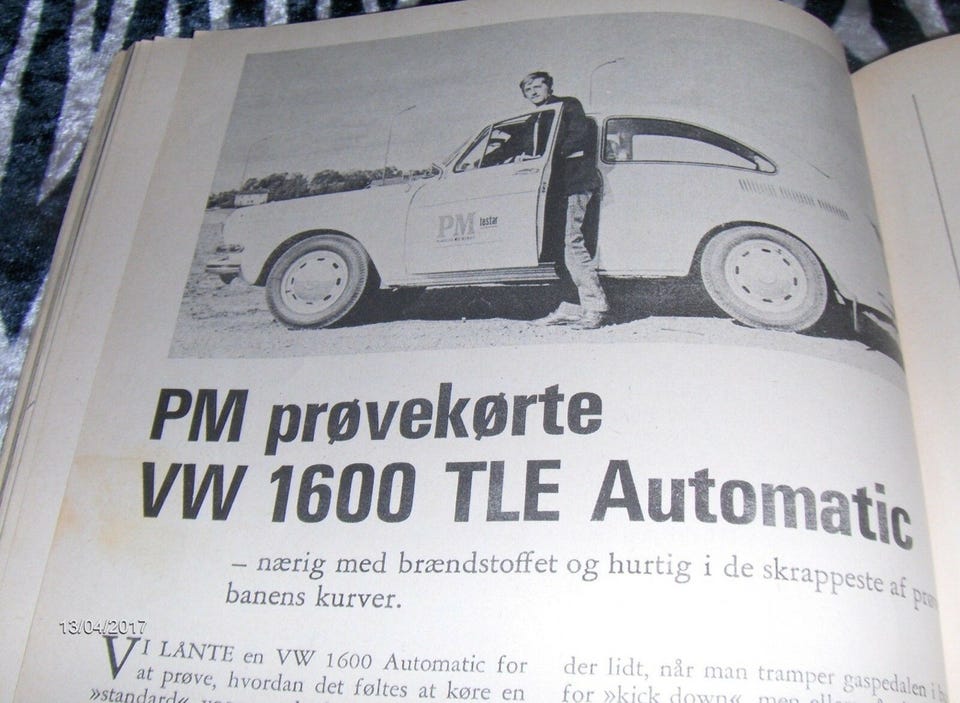 PM testar
PM prøvekørte
VW 1600 TLE Automatic
– nærig med brændstoffet og hurtig i de skrappeste af
banens kurver.
13/04/2017
VI LÅNTE en VW 1600 Automatic for
at prøve, hvordan det føltes at køre en
»standard«
der lidt, når man tramper gaspedalen i
for »kick down« men